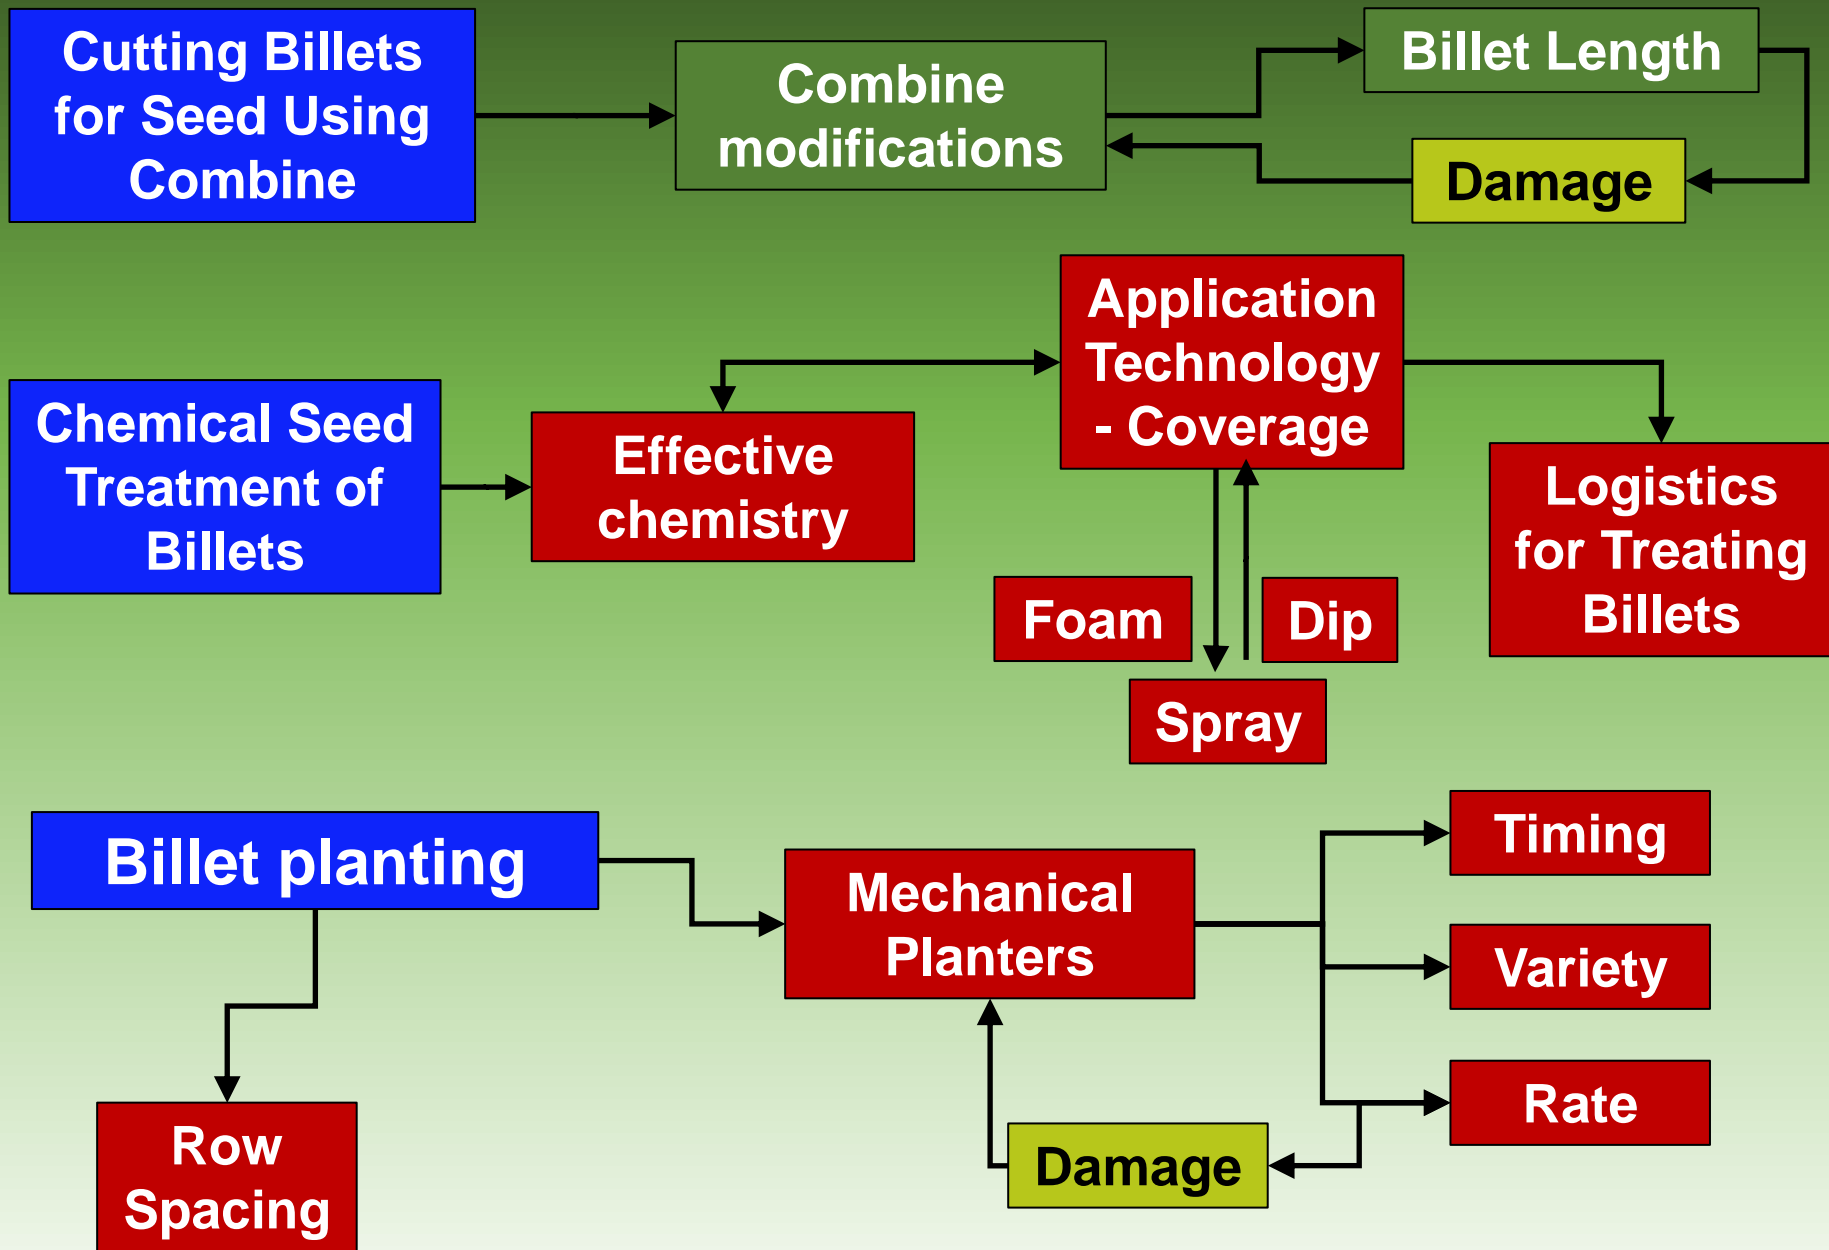 Cutting Billets
for Seed Using
Combine
Combine
modifications
Billet Length
Damage
Application
Technology
- Coverage
Chemical Seed
Treatment of
Billets
Effective
chemistry
Logistics
for Treating
Billets
Foam
Dip
Spray
Billet planting
Mechanical
Planters
Timing
Variety
Rate
Damage
Row
Spacing